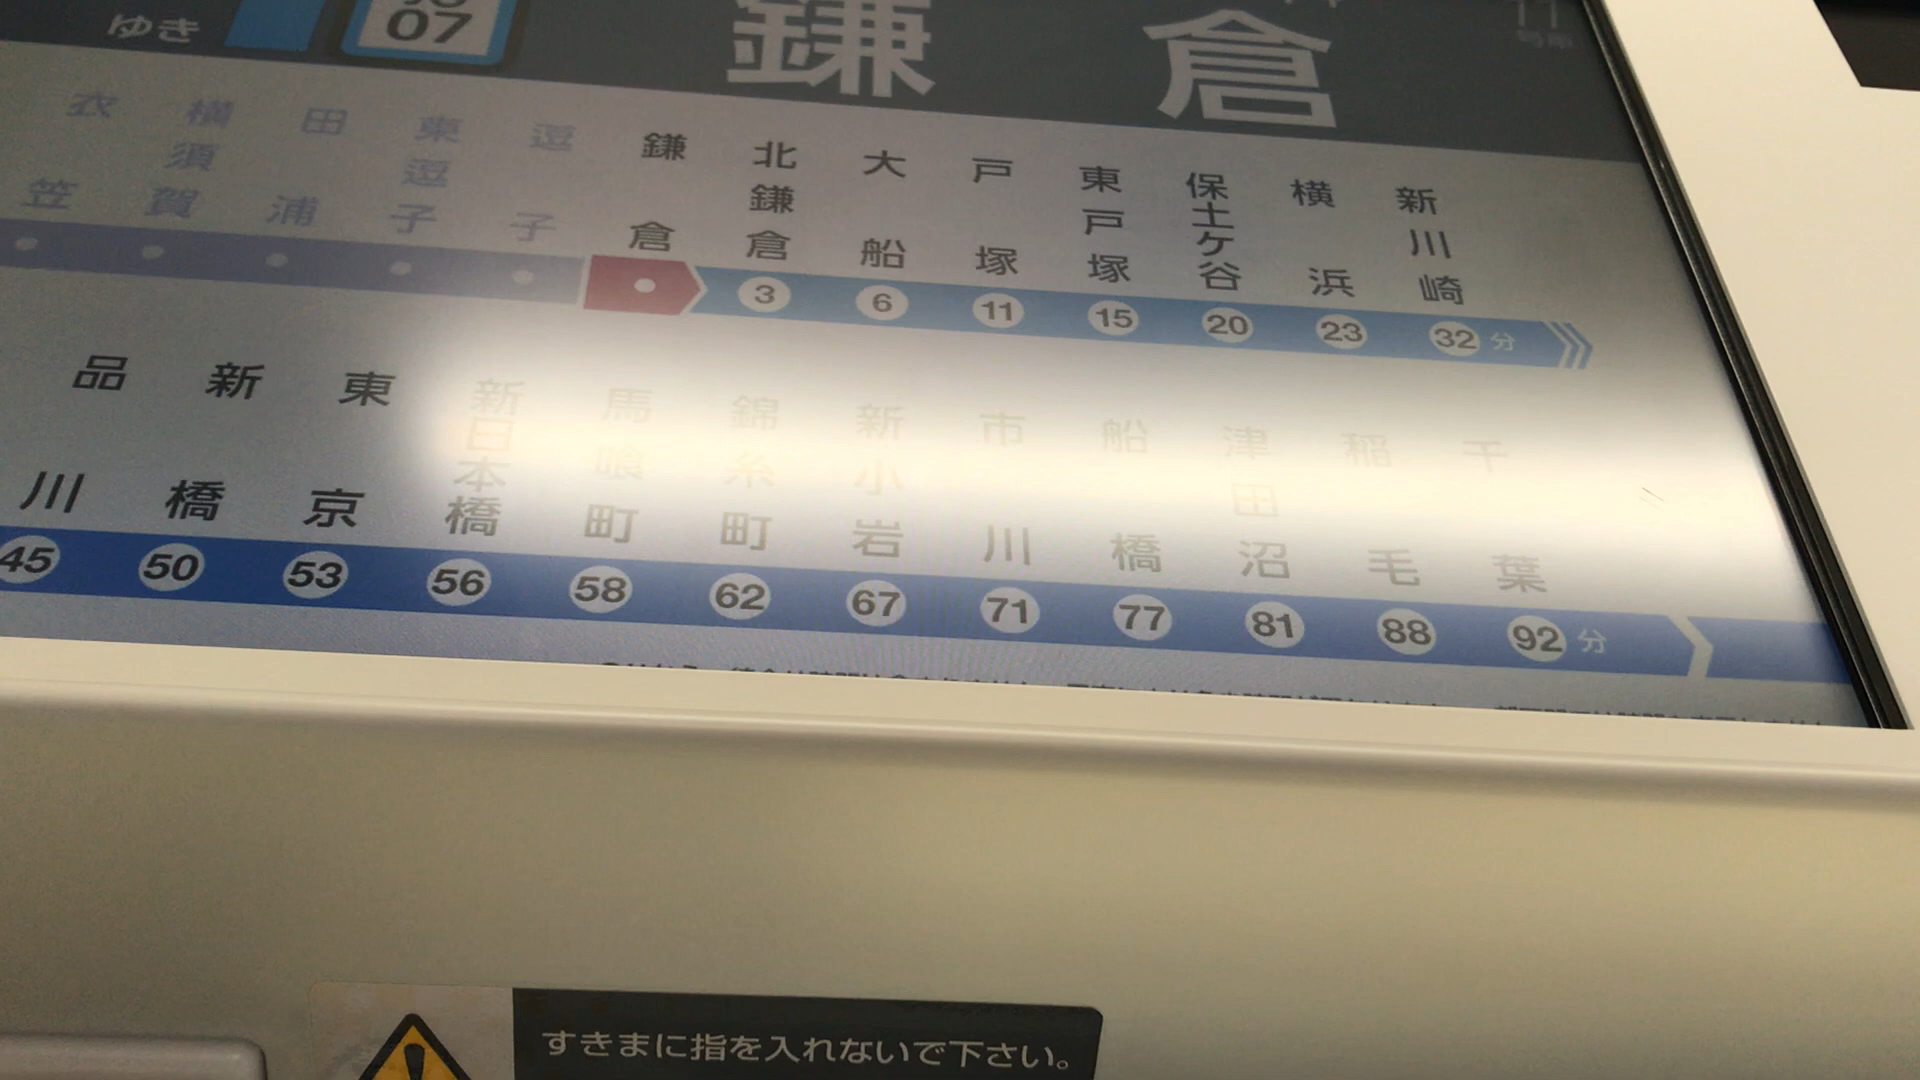 ゆき
07
鎌倉
11
号車
衣笠
横須賀
田浦
東逗子
逗子
鎌倉
北鎌倉
大船
戸塚
東戸塚
保土ケ谷
横浜
新川崎
3 6 11 15 20 23 32 分
品川
新橋
東京
新日本橋
馬喰町
錦糸町
新小岩
市川
船橋
津田沼
稲毛
千葉
45 50 53 56 58 62 67 71 77 81 88 92 分
すきまに指を入れないで下さい。